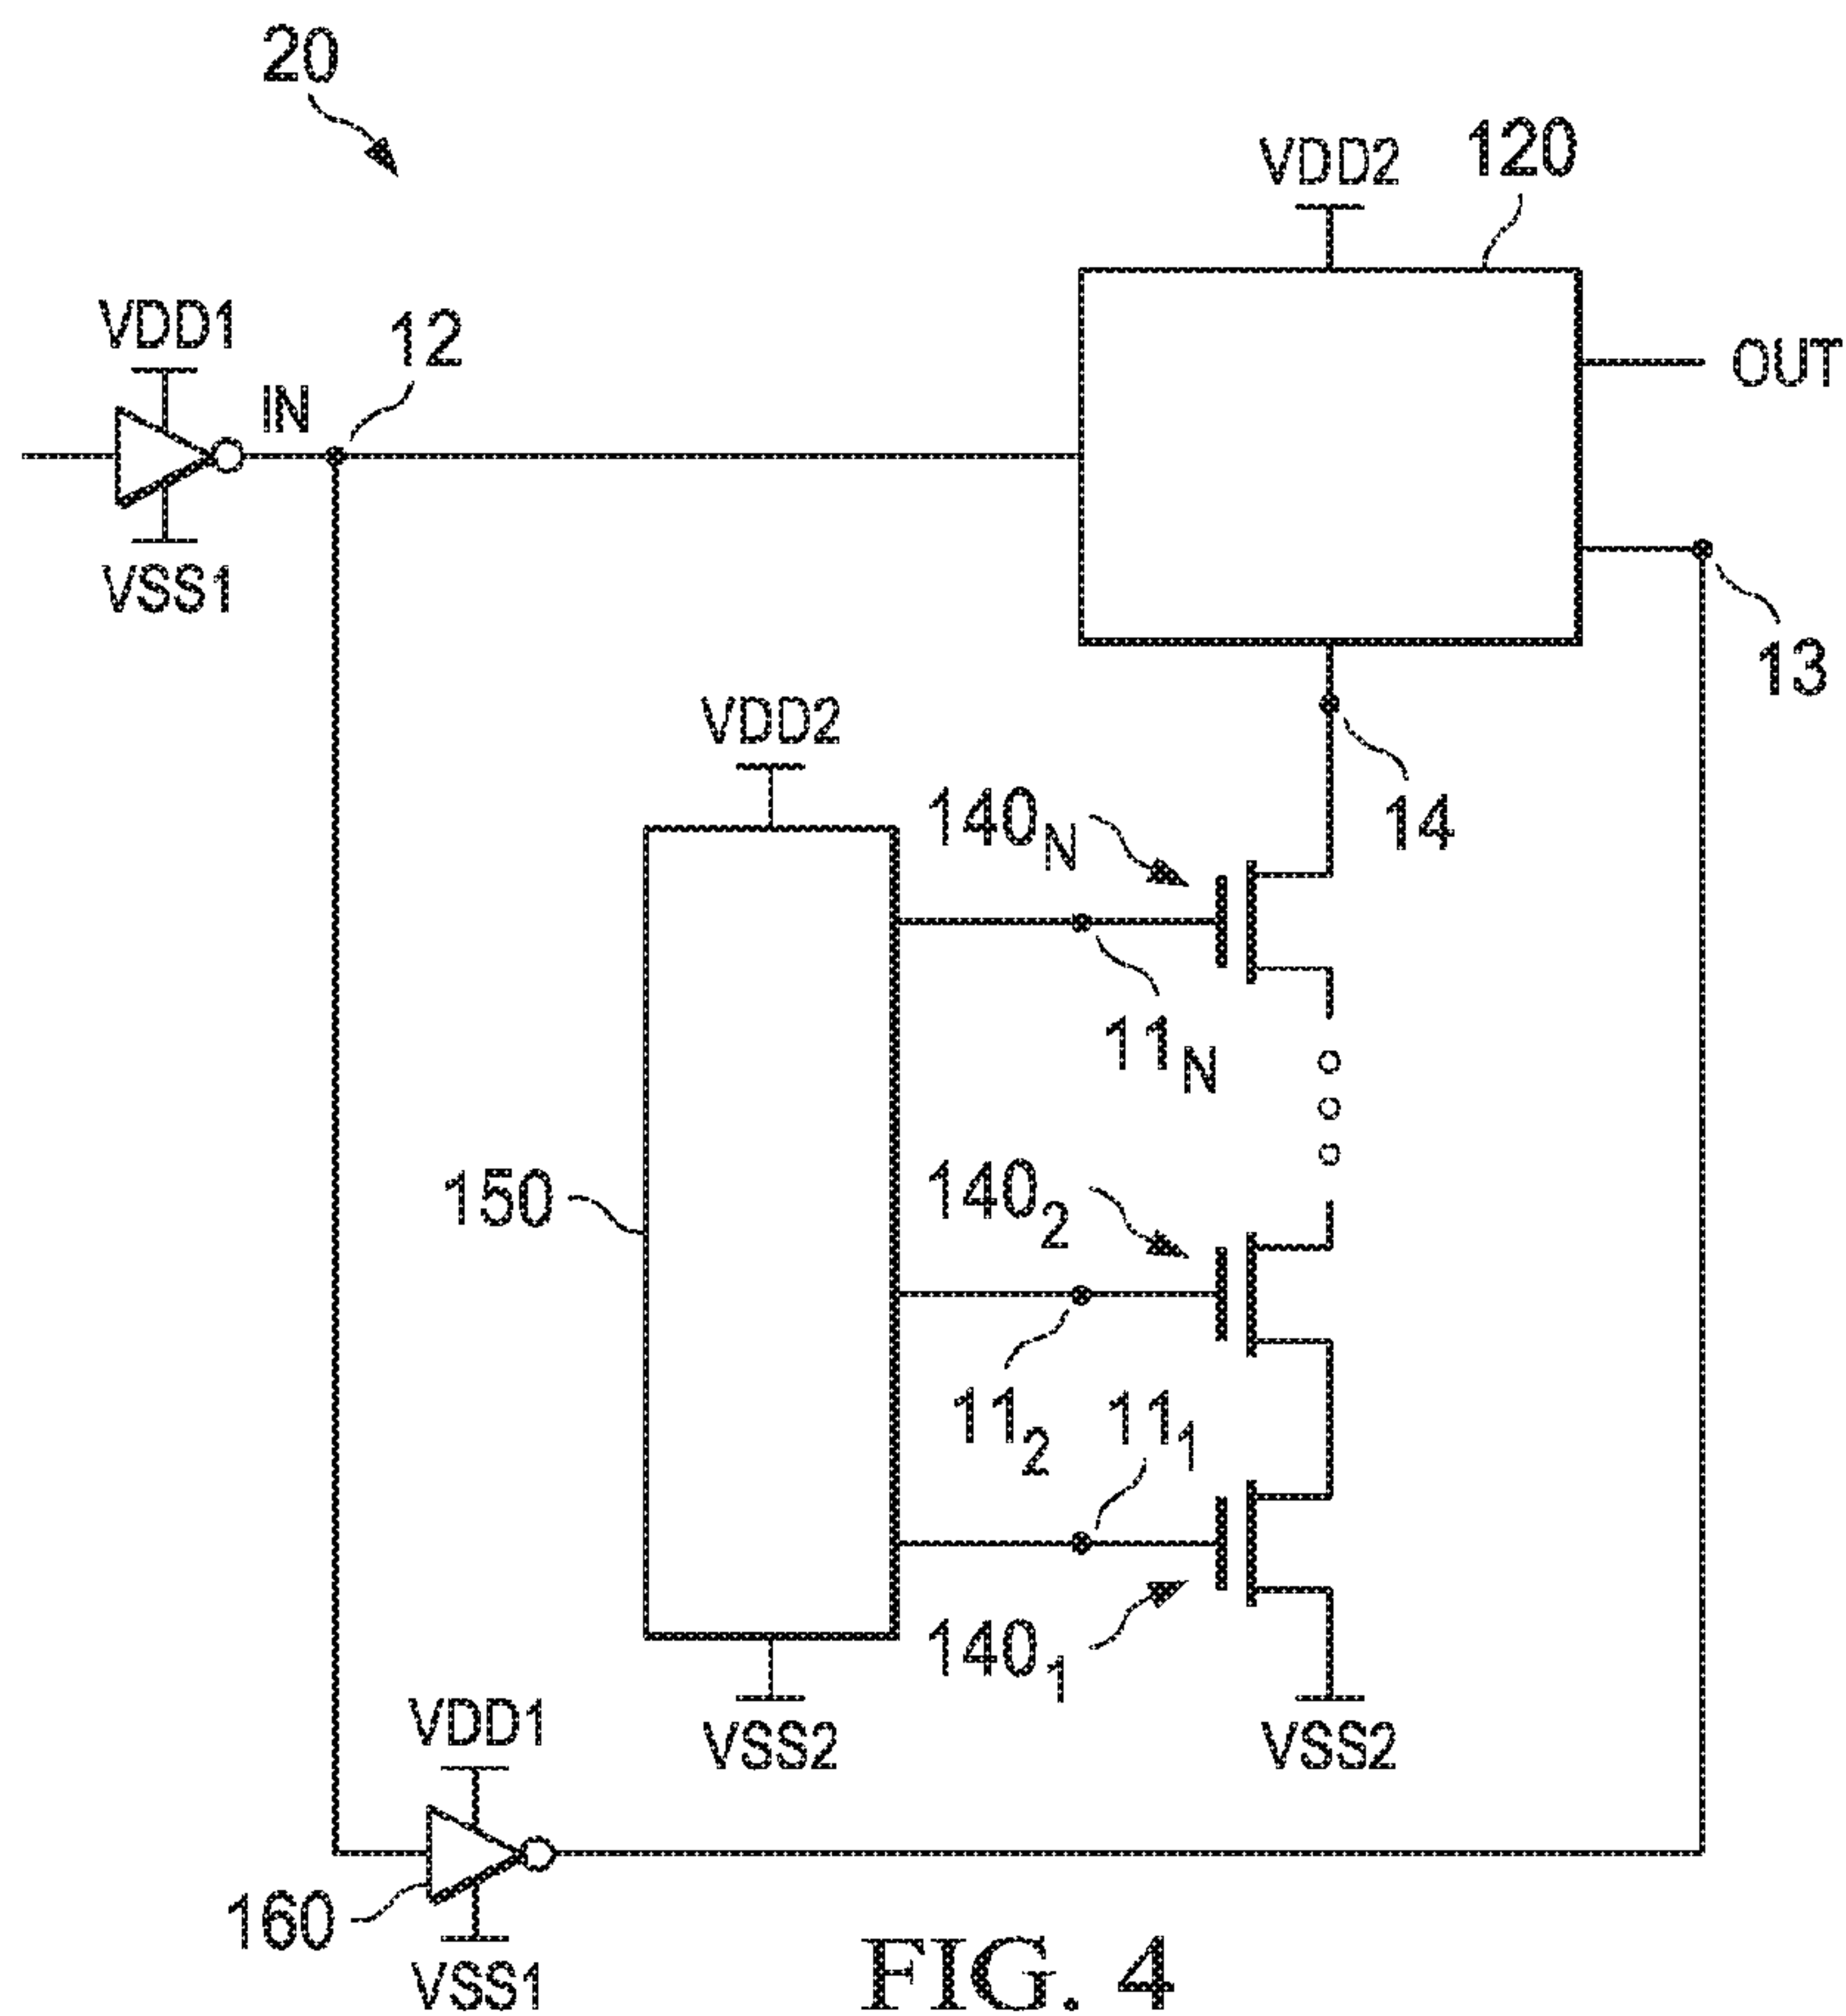 20
VDD2
120
VDD1
IN
12
OUT
VSS1
13
VDD2
14
140N
11N
150
1402
112
111
1401
VDD1
VSS2
VSS2
160
VSS1
FIG. 4